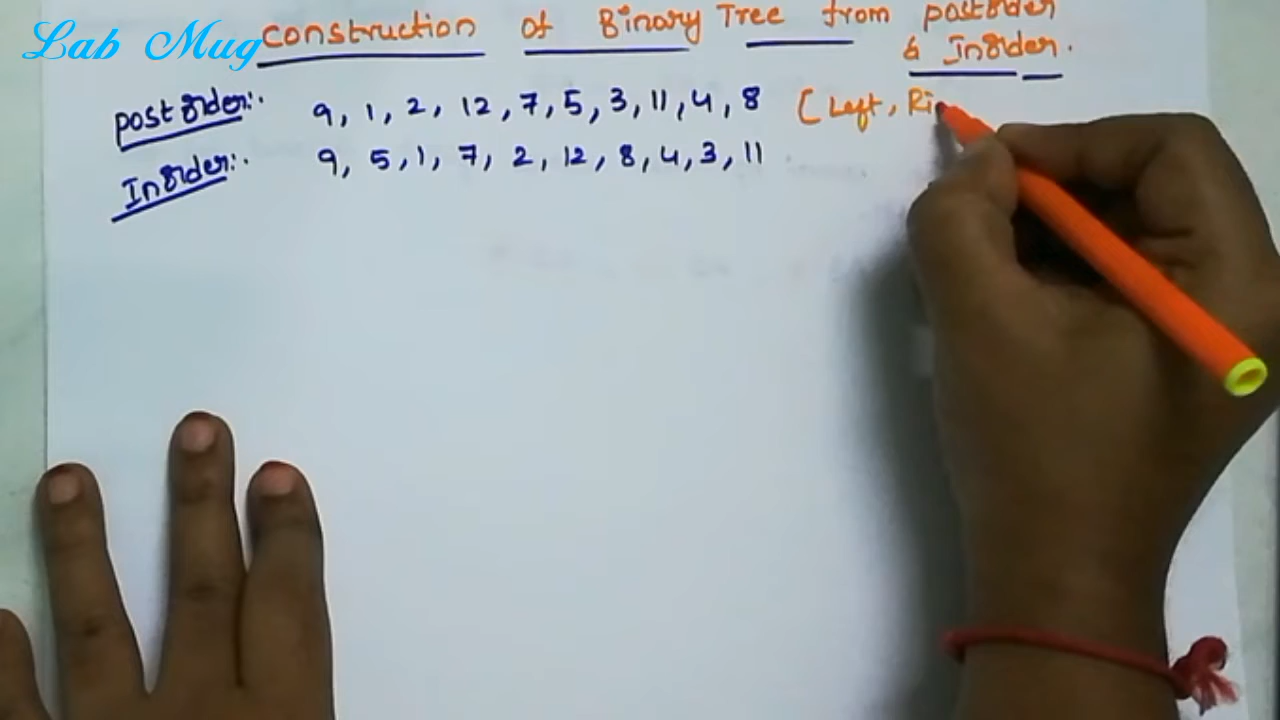 Lab Mug
Construction of Binary Tree from postorder
& Inorder.
postorder:- 9, 1, 2, 12, 7, 5, 3, 11, 4, 8 (Left, Ri
Inorder:- 9, 5, 1, 7, 2, 12, 8, 4, 3, 11